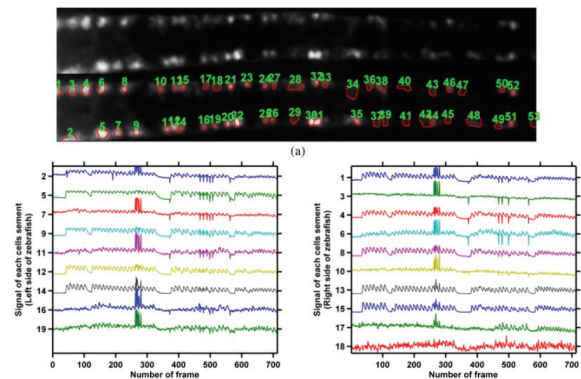 1 3 4 6 8 10 13 15 17 18 21 23 24 27 28 32 33 34 36 38 40 43 46 47 50 52
2 5 7 9 11 12 14 16 19 20 22 26 29 30 31 35 37 39 41 42 44 45 48 49 51 53
(a)
Signal of each cells sement
(Left side of zebrafish)
2
5
7
9
11
12
14
16
19
0 100 200 300 400 500 600 700
Number of frame
Signal of each cells sement
(Right side of zebrafish)
1
3
4
6
8
10
13
15
17
18
100 200 300 400 500 600 700
Number of frame